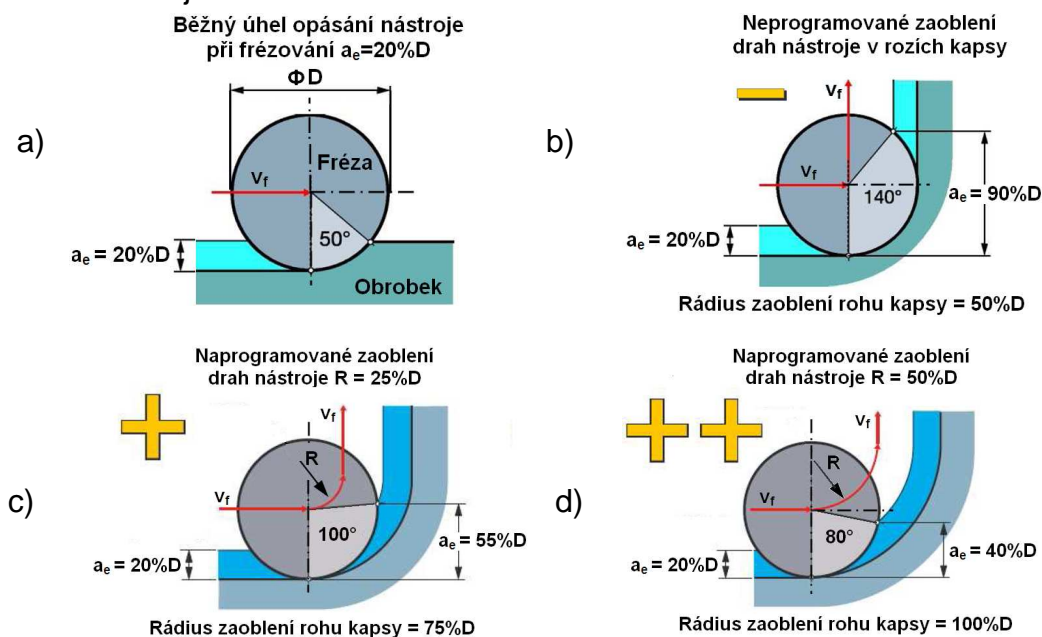 Běžný úhel opásání nástroje
při frézování ae=20%D
ΦD
a)
Fréza
Vf
50°
ae = 20%D
Obrobek
Neprogramované zaoblení
drah nástroje v rozích kapsy
Vf
b)
Vf
140°
ae = 90%D
ae = 20%D
Rádius zaoblení rohu kapsy = 50%D
Naprogramované zaoblení
drah nástroje R = 25%D
Vf
R
c)
Vf
100°
ae = 55%D
ae = 20%D
Rádius zaoblení rohu kapsy = 75%D
Naprogramované zaoblení
drah nástroje R = 50%D
Vf
R
d)
Vf
80°
ae = 40%D
ae = 20%D
Rádius zaoblení rohu kapsy = 100%D